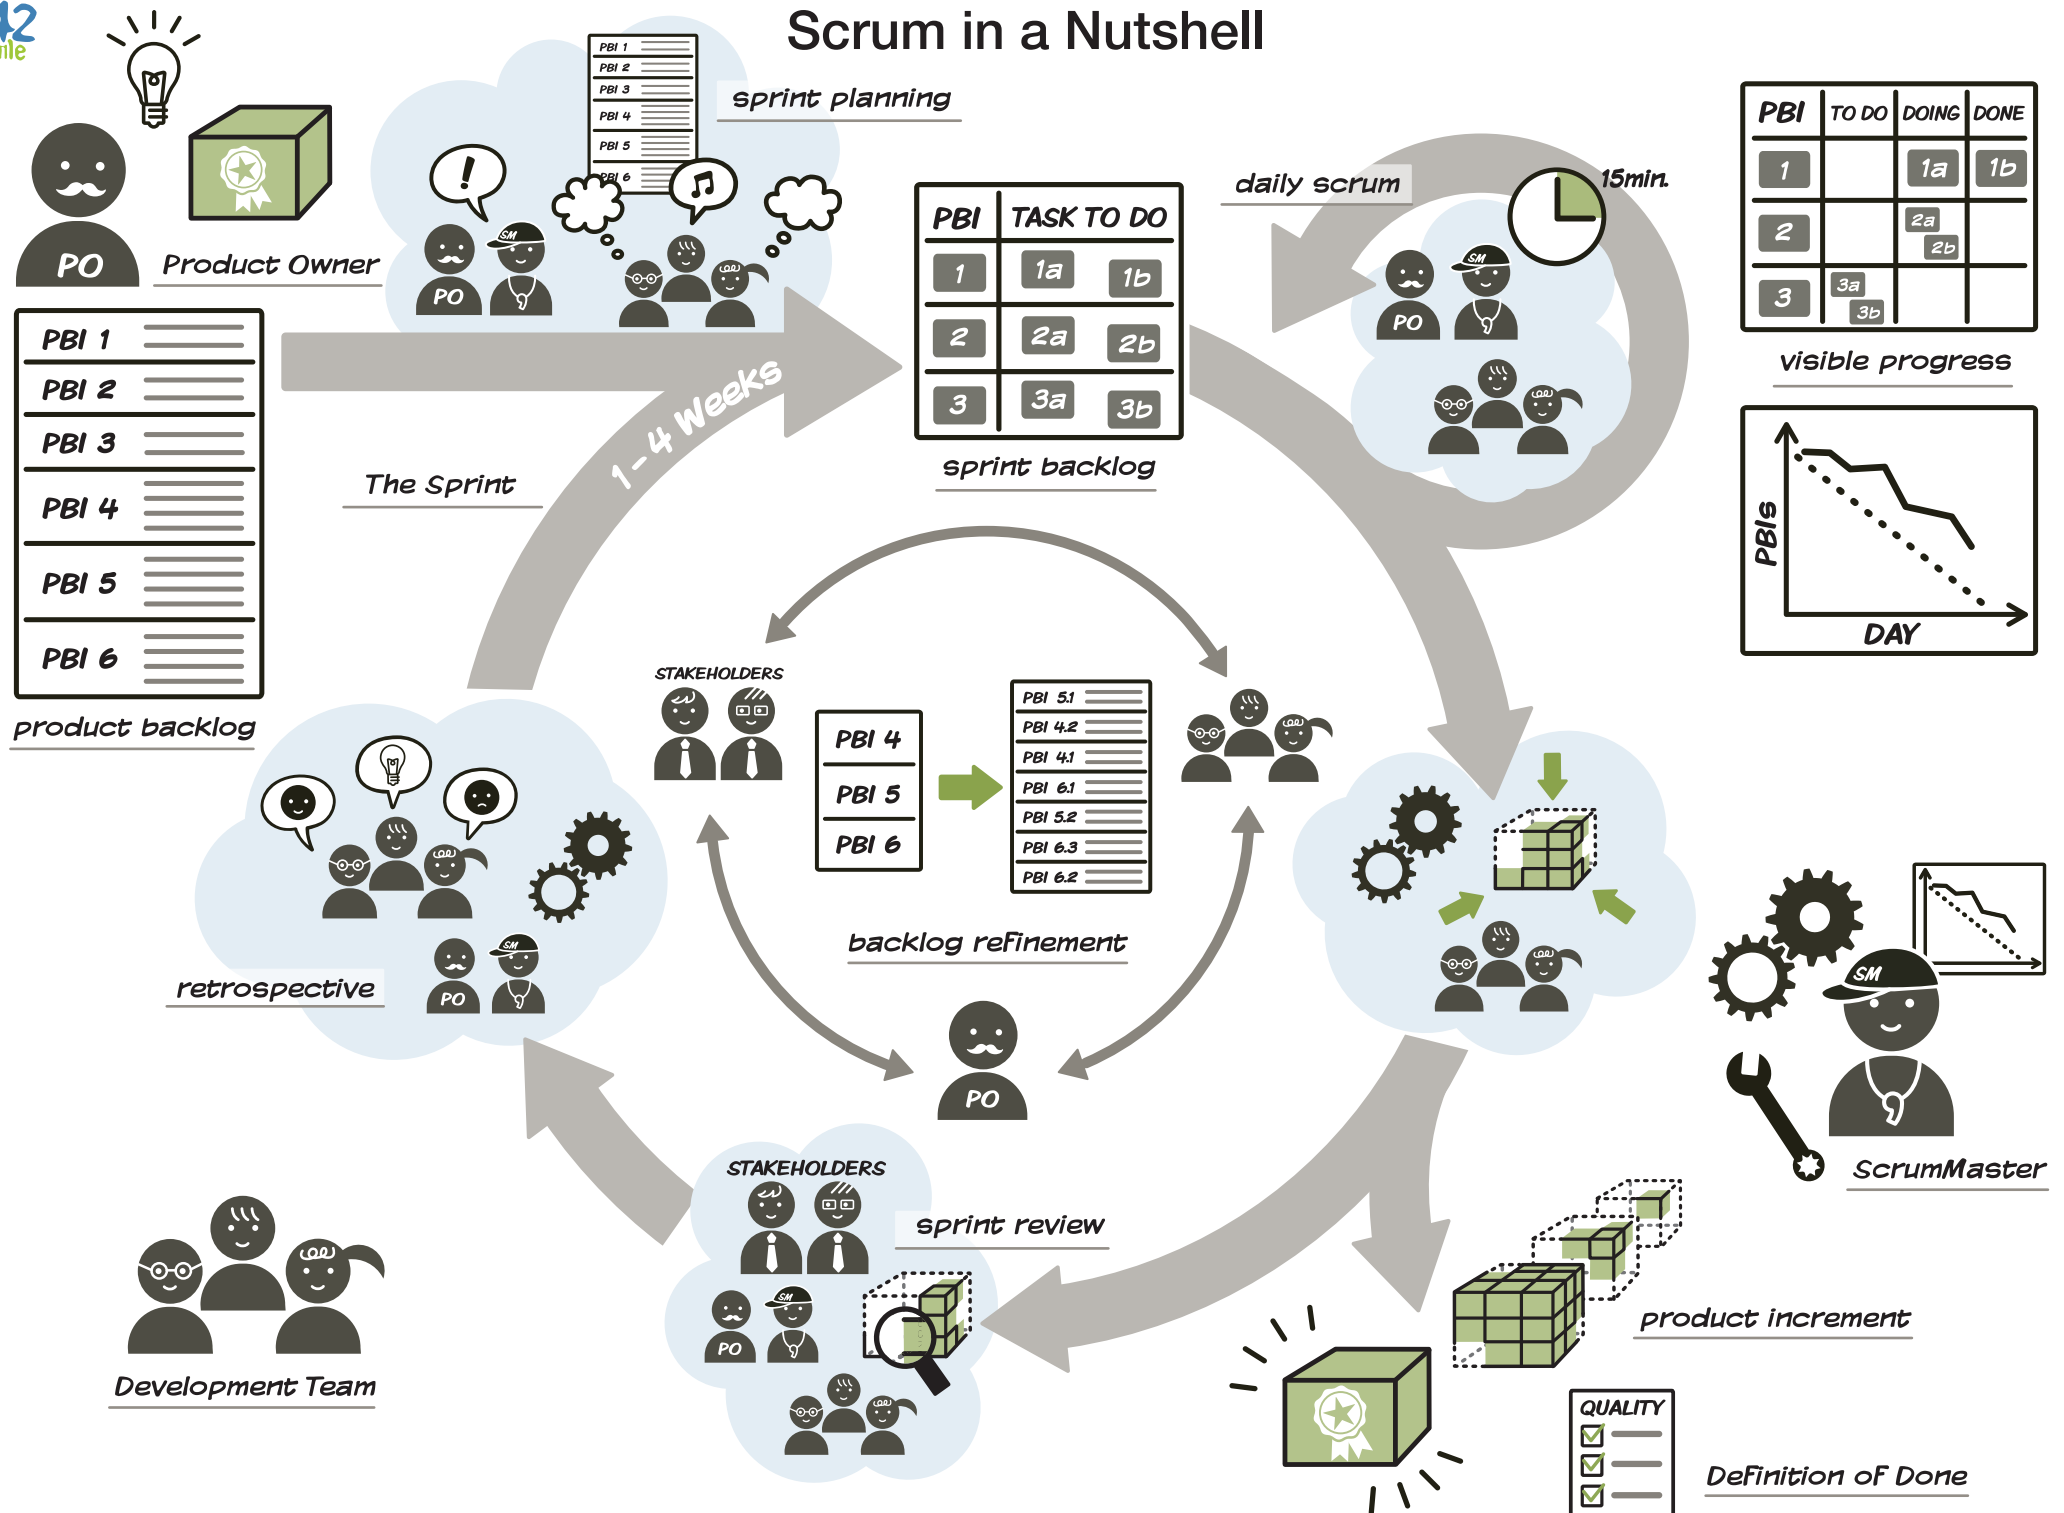 42
Scrum in a Nutshell
PO
Product Owner
PBI 1
PBI 2
PBI 3
PBI 4
PBI 5
PBI 6
product backlog
PBI 1
PBI 2
PBI 3
PBI 4
PBI 5
PBI 6
sprint planning
!
PO
SM
The Sprint
1-4 Weeks
PBI TASK TO DO
1 1a 1b
2 2a 2b
3 3a 3b
sprint backlog
daily scrum
15min.
PO
SM
PBI TO DO DOING DONE
1 1a 1b
2 2a 2b
3 3a 3b
visible progress
PBIs
DAY
STAKEHOLDERS
PBI 4
PBI 5
PBI 6
PBI 5.1
PBI 4.2
PBI 4.1
PBI 6.1
PBI 5.2
PBI 6.3
PBI 6.2
backlog refinement
PO
retrospective
PO
SM
SM
ScrumMaster
STAKEHOLDERS
PO
SM
sprint review
Development Team
product increment
QUALITY
Definition of Done